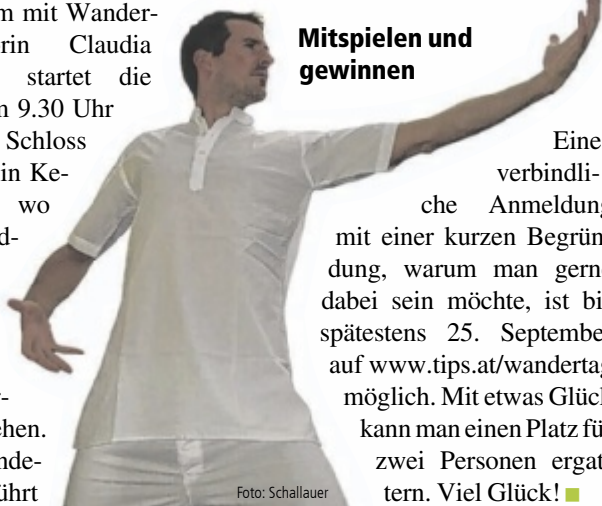 m mit Wander-
rin Claudia
startet die
n 9.30 Uhr
Schloss
in Ke-
wo
d-
r-
ehen.
nde-
ührt
Mitspielen und
gewinnen
Eine
verbindli-
che Anmeldung
mit einer kurzen Begrün
dung, warum man gern
dabei sein möchte, ist bi
spätestens 25. Septembe
auf www.tips.at/wandertag
möglich. Mit etwas Glück
kann man einen Platz fü
zwei Personen ergat
tern. Viel Glück!
Foto: Schallauer